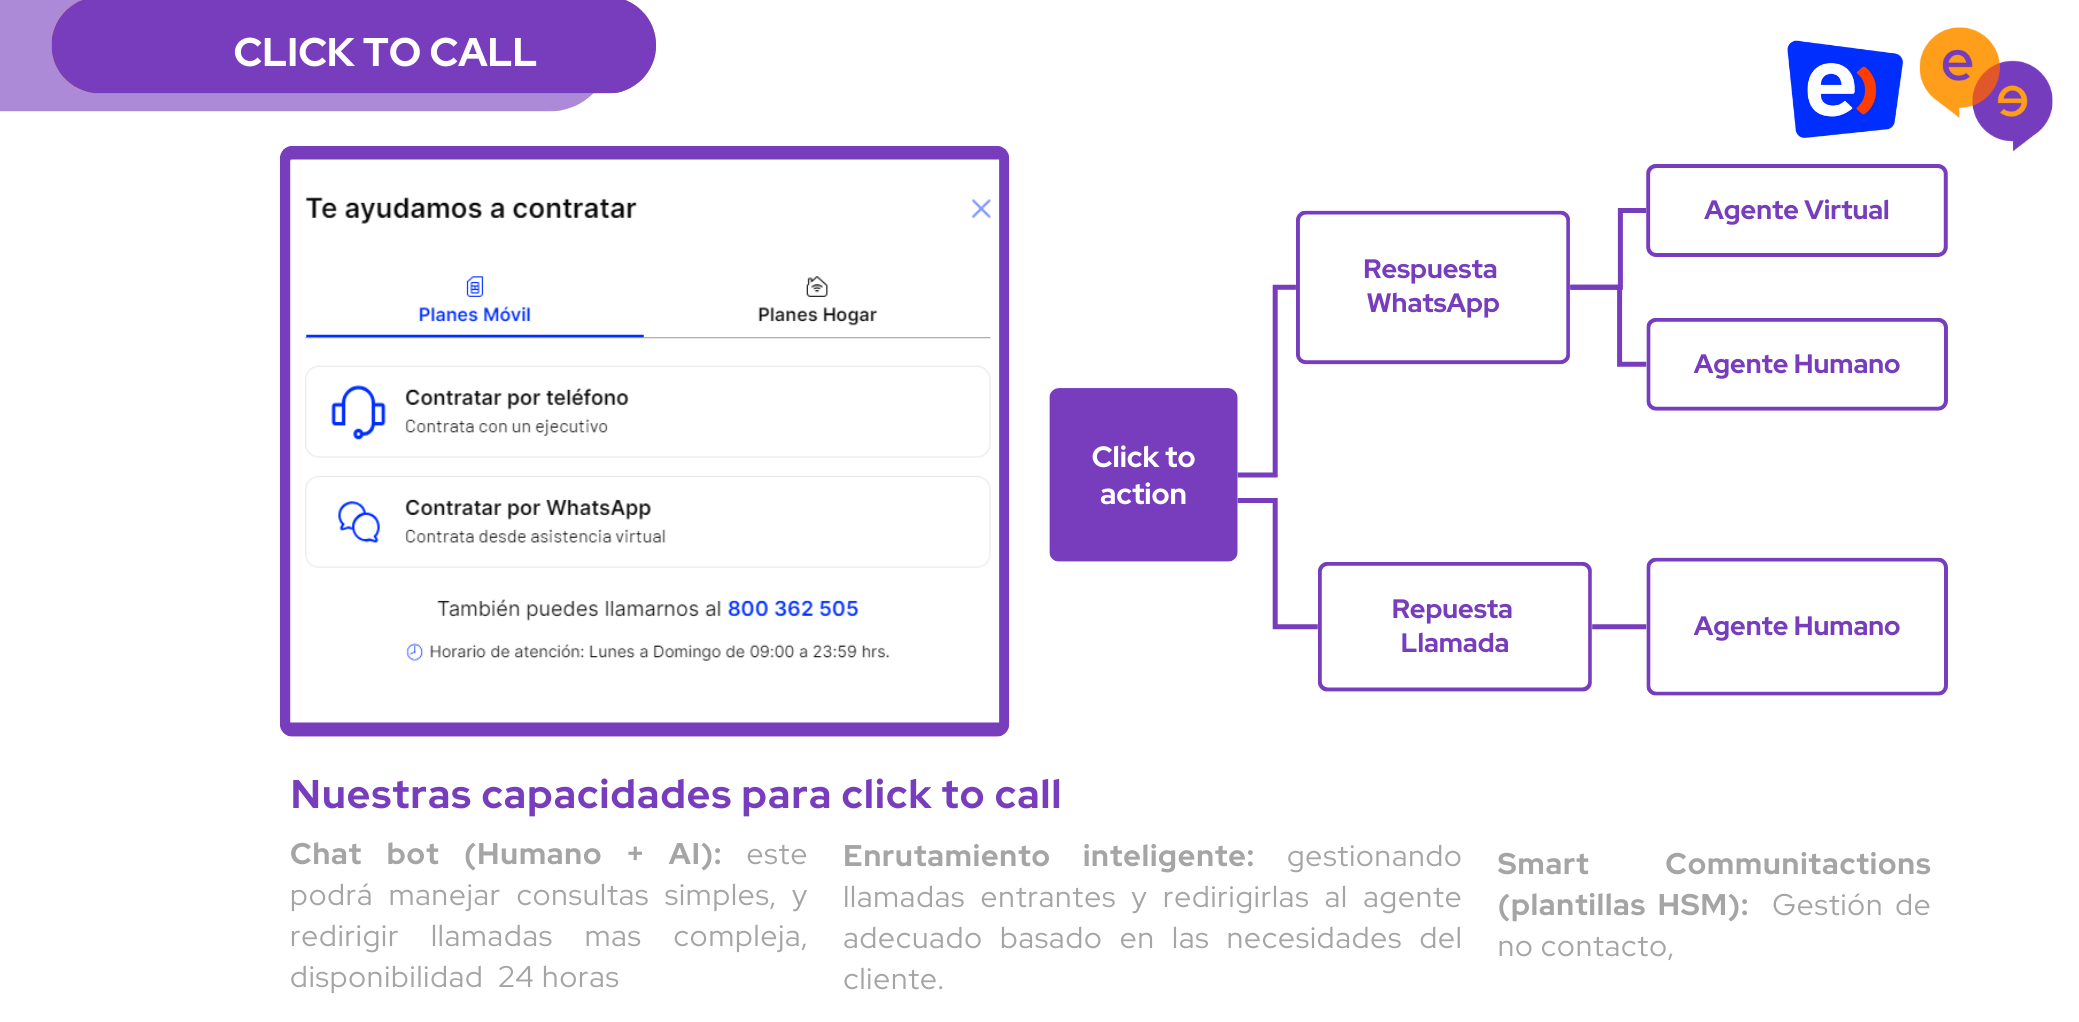 CLICK TO CALL
e
e
e
Te ayudamos a contratar
Planes Móvil
Planes Hogar
Contratar por teléfono
Contrata con un ejecutivo
Contratar por WhatsApp
Contrata desde asistencia virtual
También puedes llamarnos al 800 362 505
Horario de atención: Lunes a Domingo de 09:00 a 23:59 hrs.
Click to
action
Respuesta
WhatsApp
Agente Virtual
Agente Humano
Repuesta
Llamada
Agente Humano
Nuestras capacidades para click to call
Chat bot (Humano + AI): este
podrá manejar consultas simples, y
redirigir llamadas mas compleja,
disponibilidad 24 horas
Enrutamiento inteligente: gestionando
llamadas entrantes y redirigirlas al agente
adecuado basado en las necesidades del
cliente.
Smart Communitactions
(plantillas HSM): Gestión de
no contacto,